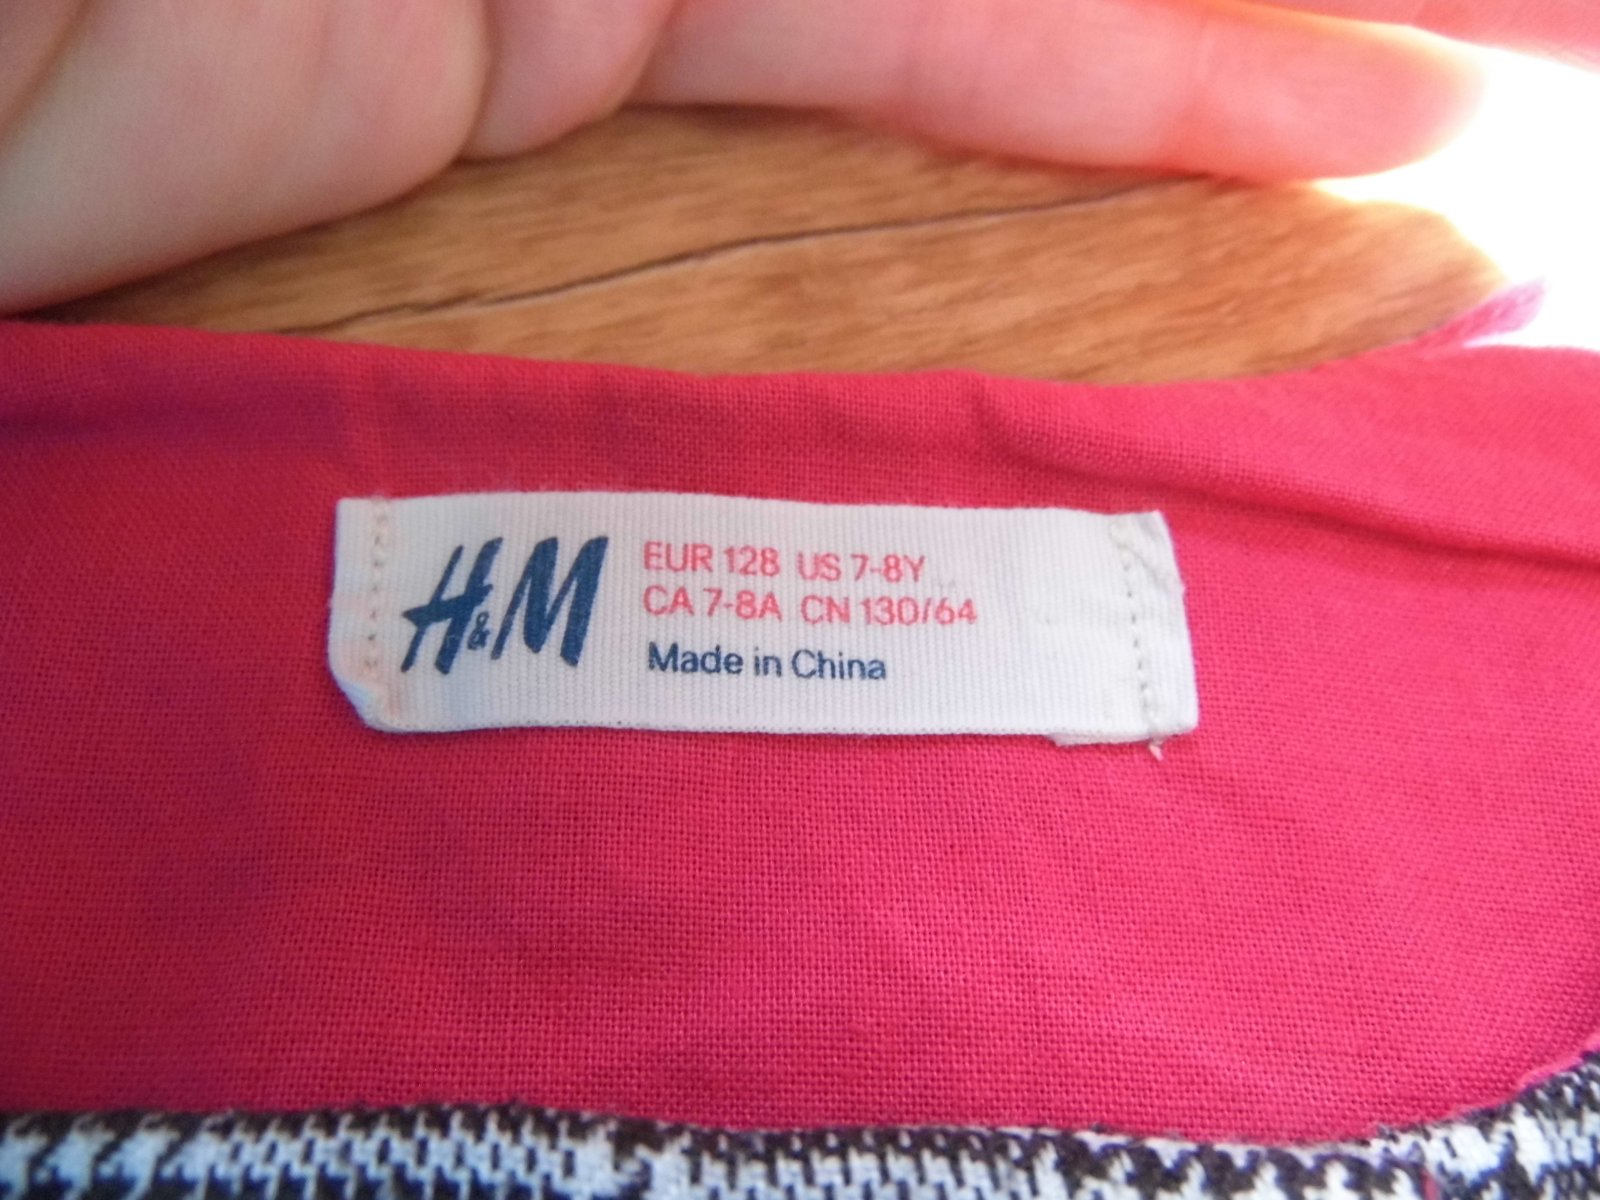 H&M
EUR 128 US 7-8Y
CA 7-8A CN 130/64
Made in China